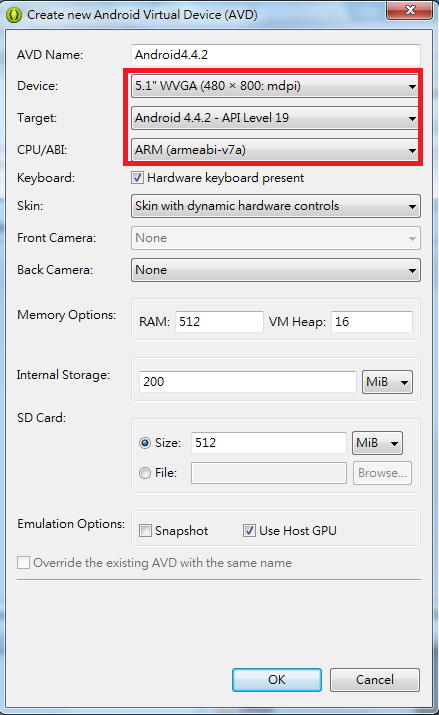 Create new Android Virtual Device (AVD)
AVD Name: Android4.4.2
Device: 5.1" WVGA (480 × 800: mdpi)
Target: Android 4.4.2 - API Level 19
CPU/ABI: ARM (armeabi-v7a)
Keyboard: Hardware keyboard present
Skin: Skin with dynamic hardware controls
Front Camera: None
Back Camera: None
Memory Options: RAM: 512 VM Heap: 16
Internal Storage: 200 MiB
SD Card:
Size: 512 MiB
File: Browse...
Emulation Options: Snapshot Use Host GPU
Override the existing AVD with the same name
OK Cancel